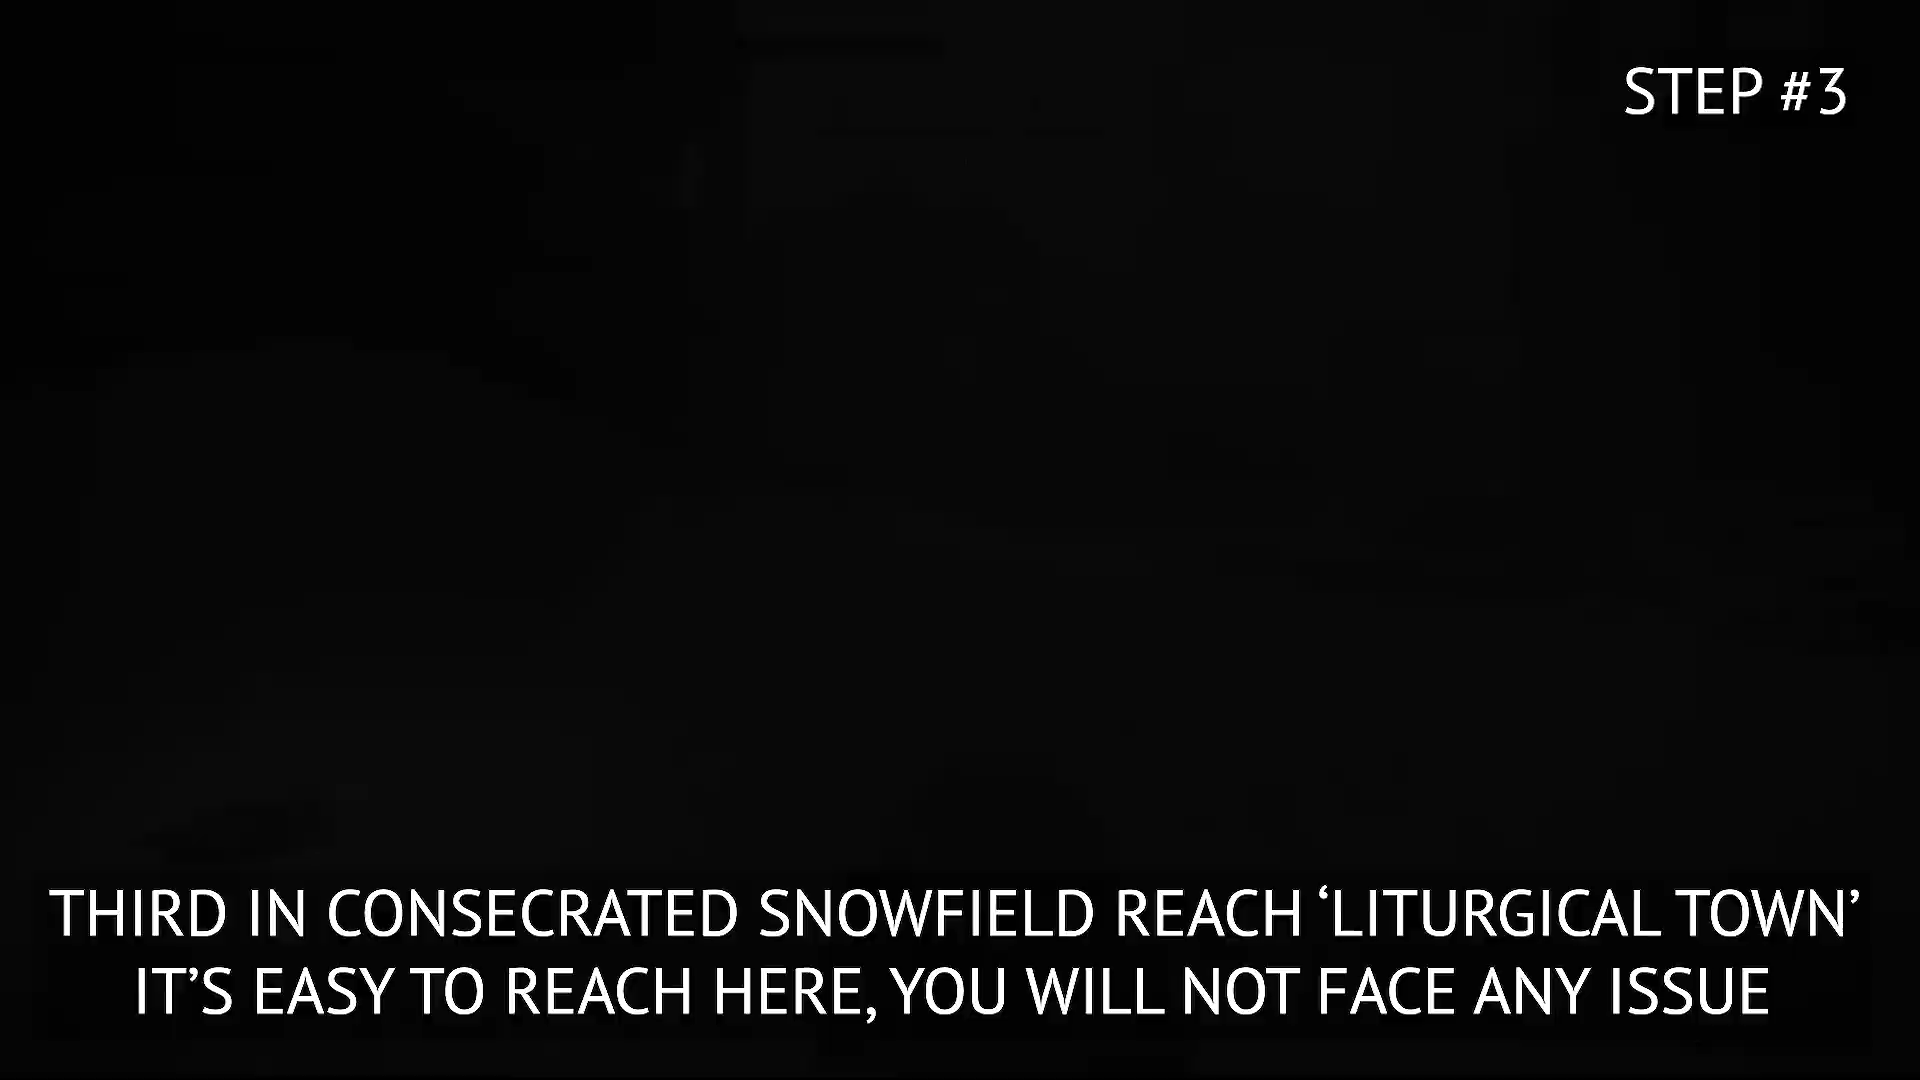 STEP #3
THIRD IN CONSECRATED SNOWFIELD REACH ‘LITURGICAL TOWN’
IT’S EASY TO REACH HERE, YOU WILL NOT FACE ANY ISSUE